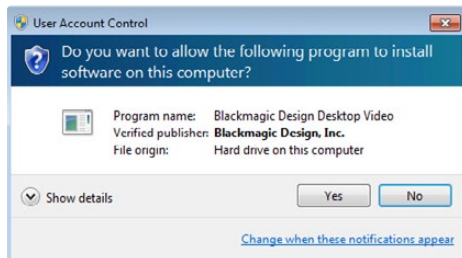 User Account Control
Do you want to allow the following program to install
software on this computer?
Program name: Blackmagic Design Desktop Video
Verified publisher: Blackmagic Design, Inc.
File origin: Hard drive on this computer
Show details
Yes
No
Change when these notifications appear